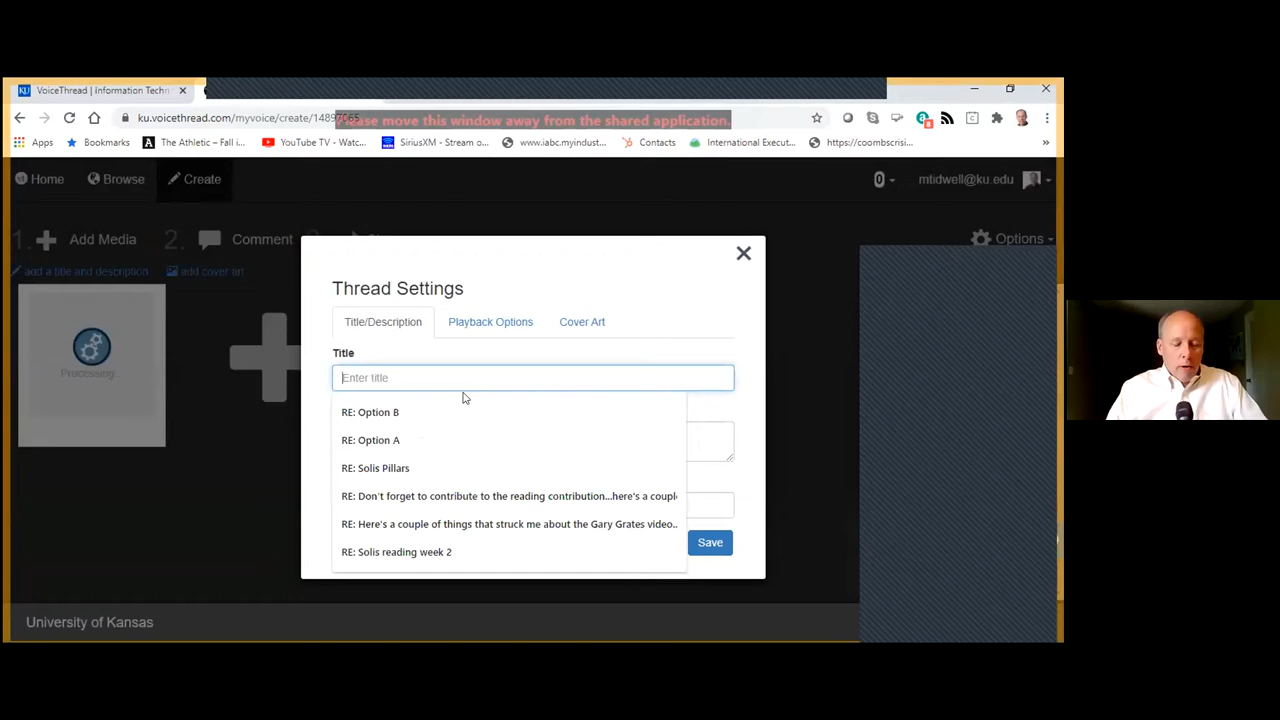 KU VoiceThread | Information Techn
ku.voicethread.com/myvoice/create/14897065
Please move this window away from the shared application.
Apps Bookmarks The Athletic – Fall i... YouTube TV - Watc... SiriusXM - Stream o... www.iabc.myindust... Contacts International Execut... https://coombscrisi...
Home Browse Create 0 mtidwell@ku.edu
1. Add Media 2. Comment Options
add a title and description add cover art
Thread Settings
Title/Description Playback Options Cover Art
Title
Enter title
Processing...
RE: Option B
RE: Option A
RE: Solis Pillars
RE: Don't forget to contribute to the reading contribution...here's a couple
RE: Here's a couple of things that struck me about the Gary Grates video...
RE: Solis reading week 2
Save
University of Kansas